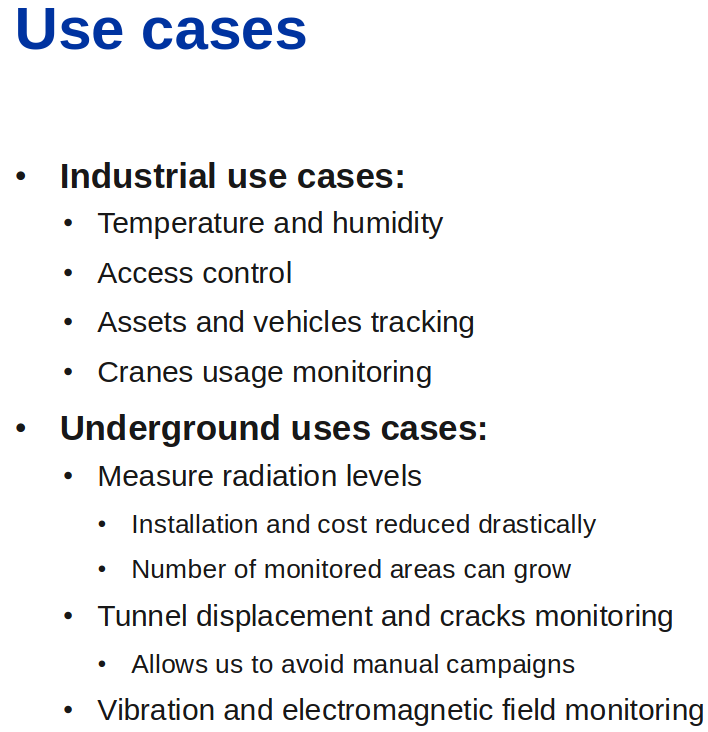 Use cases
• Industrial use cases:
• Temperature and humidity
• Access control
• Assets and vehicles tracking
• Cranes usage monitoring
• Underground uses cases:
• Measure radiation levels
• Installation and cost reduced drastically
• Number of monitored areas can grow
• Tunnel displacement and cracks monitoring
• Allows us to avoid manual campaigns
• Vibration and electromagnetic field monitoring